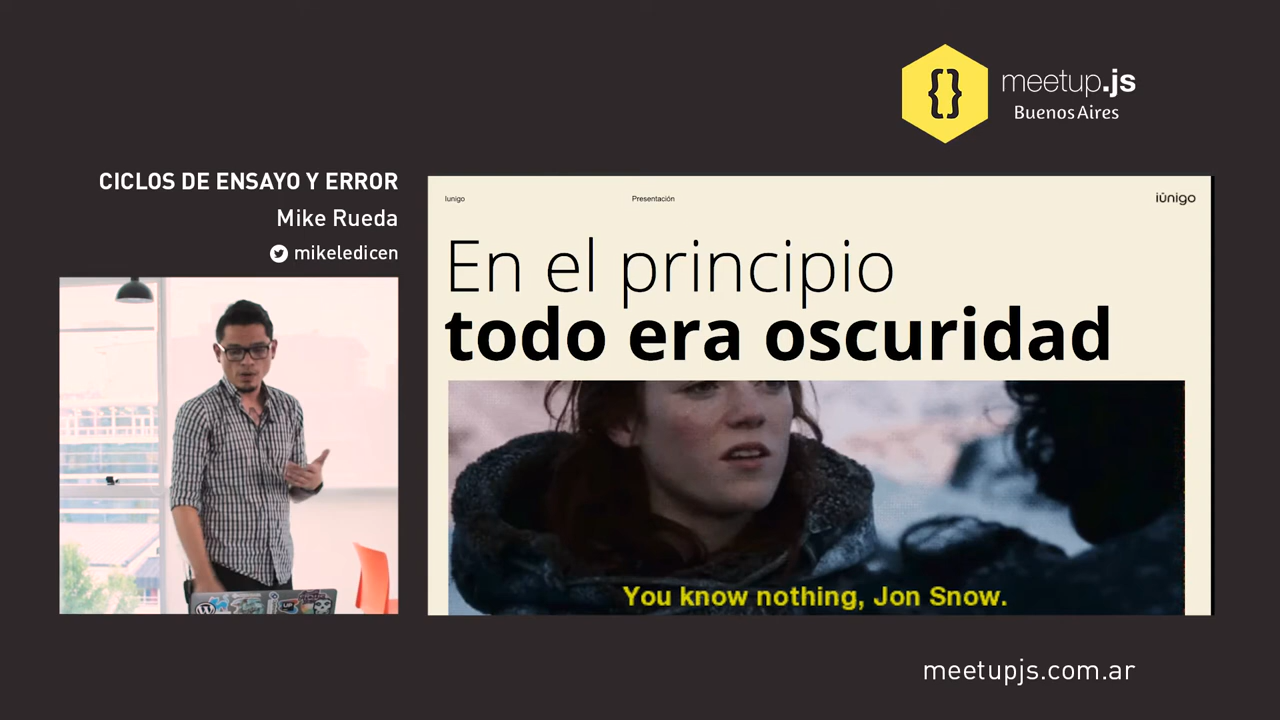 {}
meetup.js
Buenos Aires
CICLOS DE ENSAYO Y ERROR
Mike Rueda
mikeledicen
Iunigo
Presentación
iúnigo
En el principio
todo era oscuridad
You know nothing, Jon Snow.
meetupjs.com.ar